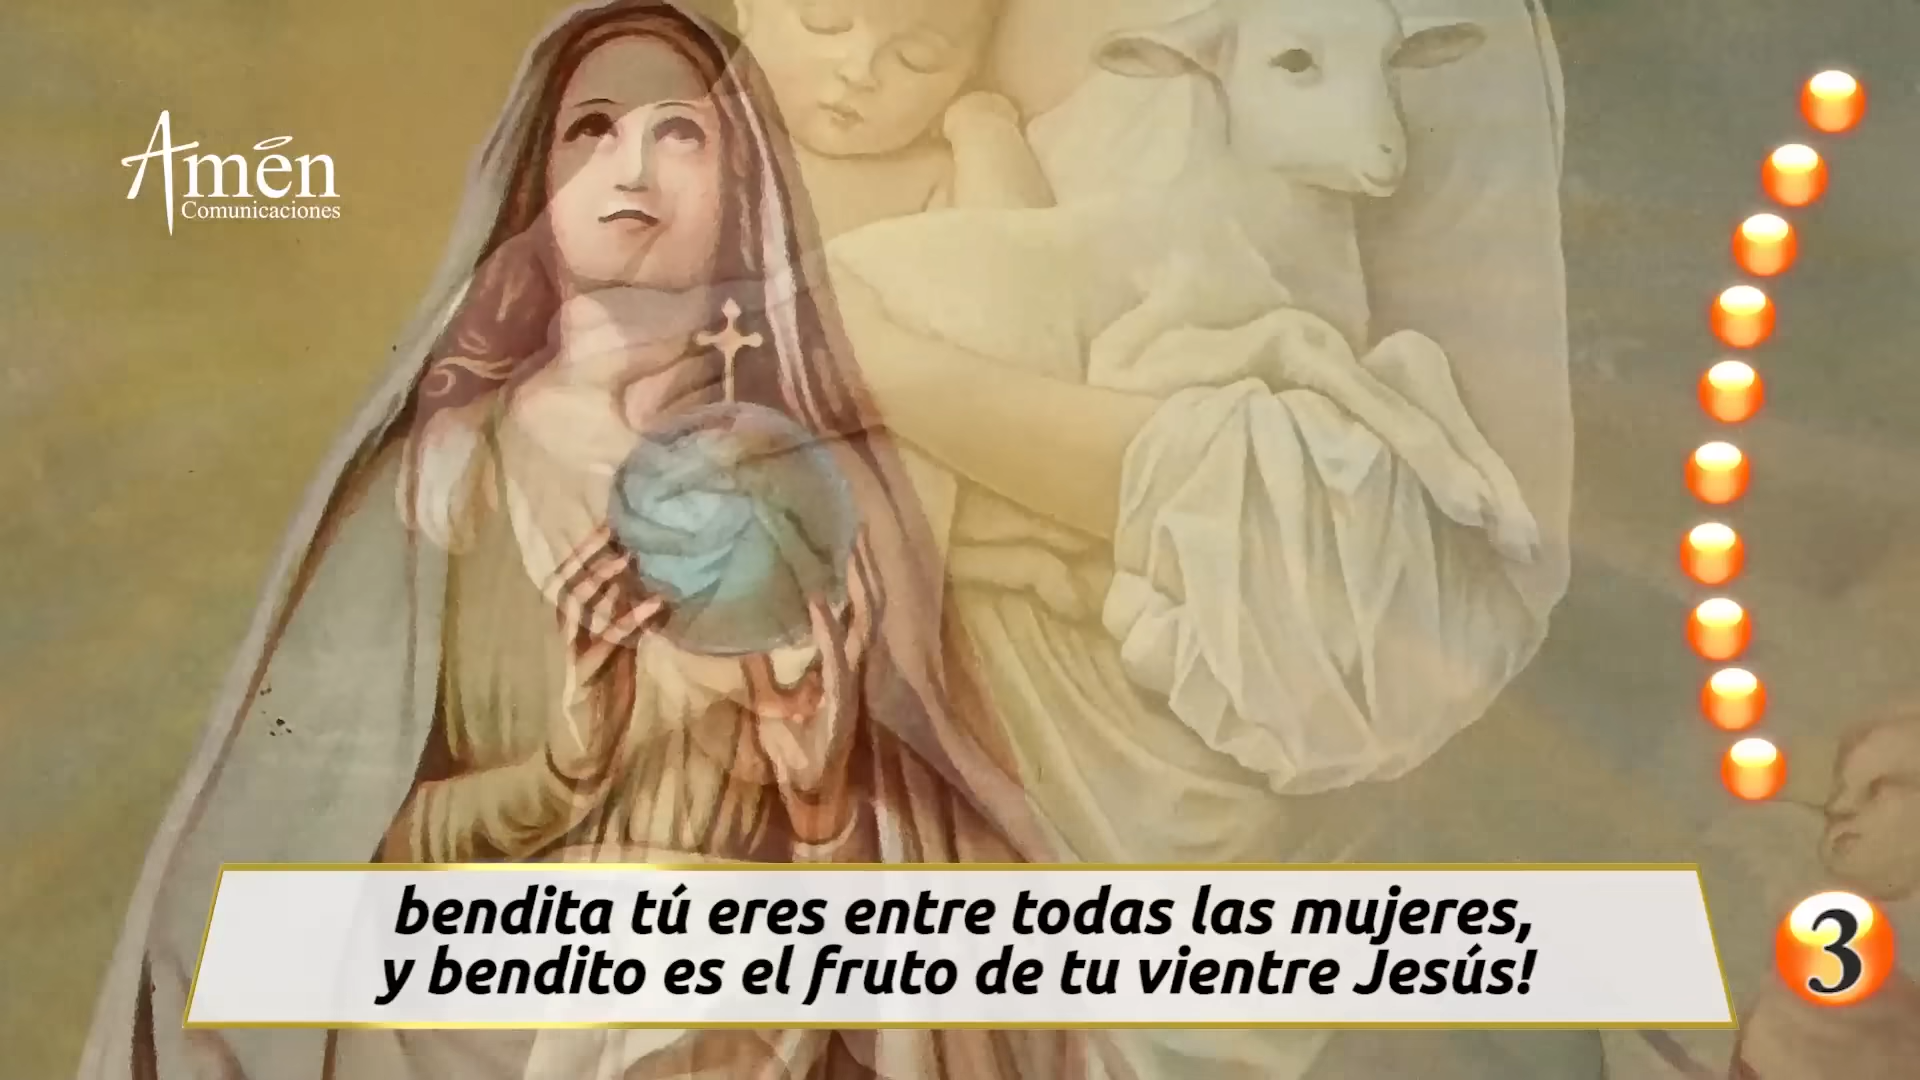 Amén
Comunicaciones
bendita tú eres entre todas las mujeres,
y bendito es el fruto de tu vientre Jesús!
3